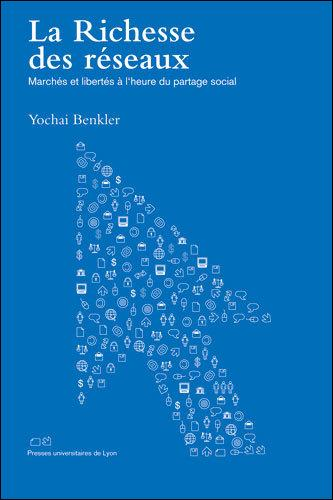 La Richesse
des réseaux
Marchés et libertés à l'heure du partage social
Yochai Benkler
Presses universitaires de Lyon